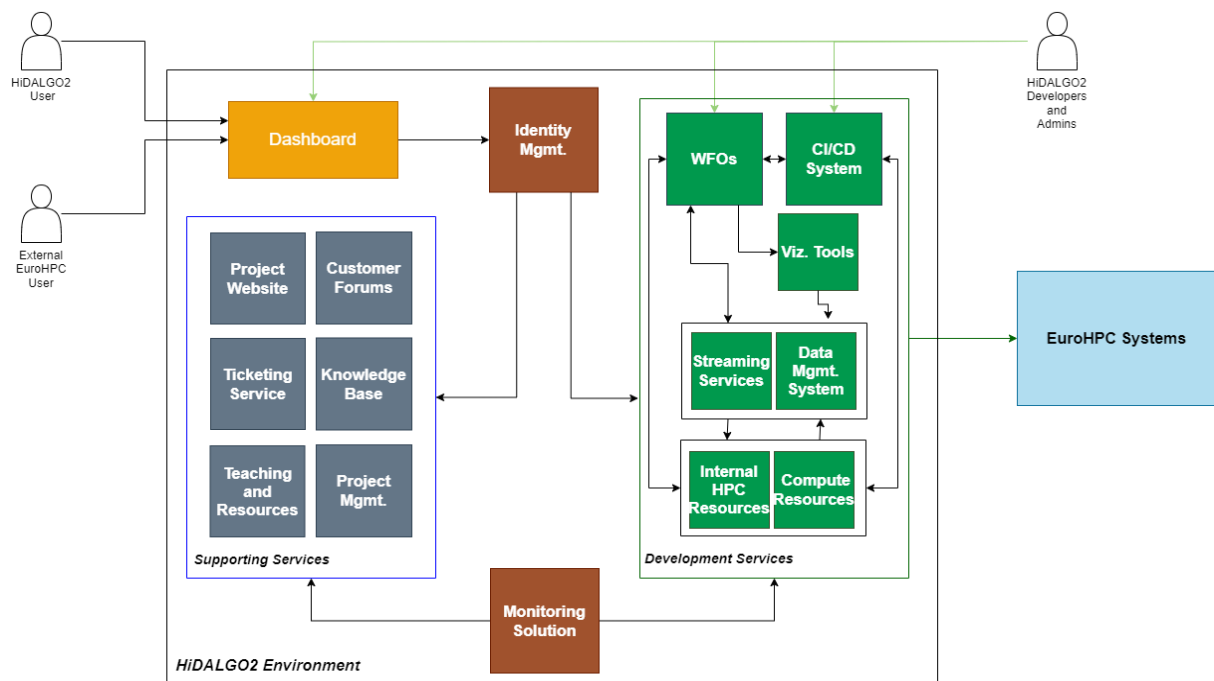 HiDALGO2
User
External
EuroHPC
User
HiDALGO2
Developers
and
Admins
Dashboard
Identity
Mgmt.
WFOs
CI/CD
System
Viz. Tools
Streaming
Services
Data
Mgmt.
System
Internal
HPC
Resources
Compute
Resources
Development Services
EuroHPC Systems
Project
Website
Customer
Forums
Ticketing
Service
Knowledge
Base
Teaching
and
Resources
Project
Mgmt.
Supporting Services
Monitoring
Solution
HiDALGO2 Environment